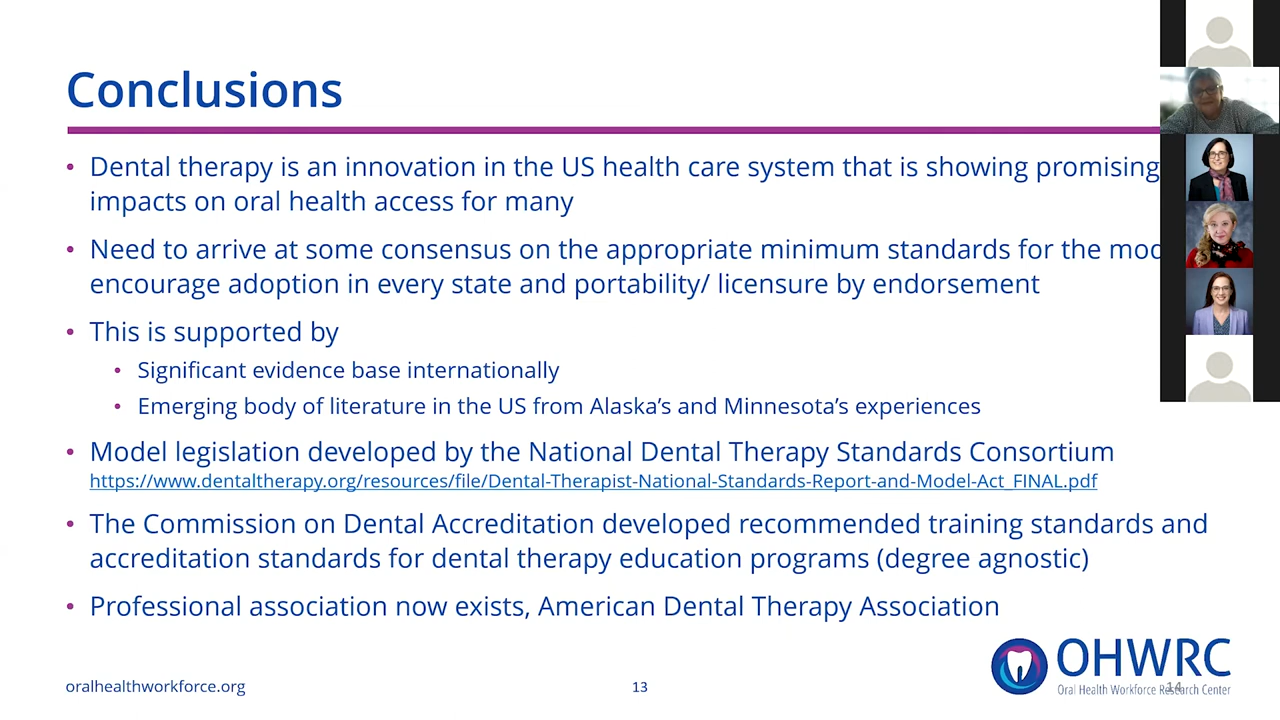 Conclusions
• Dental therapy is an innovation in the US health care system that is showing promising
impacts on oral health access for many
• Need to arrive at some consensus on the appropriate minimum standards for the mod
encourage adoption in every state and portability/ licensure by endorsement
• This is supported by
• Significant evidence base internationally
• Emerging body of literature in the US from Alaska’s and Minnesota’s experiences
• Model legislation developed by the National Dental Therapy Standards Consortium
https://www.dentaltherapy.org/resources/file/Dental-Therapist-National-Standards-Report-and-Model-Act_FINAL.pdf
• The Commission on Dental Accreditation developed recommended training standards and
accreditation standards for dental therapy education programs (degree agnostic)
• Professional association now exists, American Dental Therapy Association
OHWRC
Oral Health Workforce Research Center
oralhealthworkforce.org
13
14